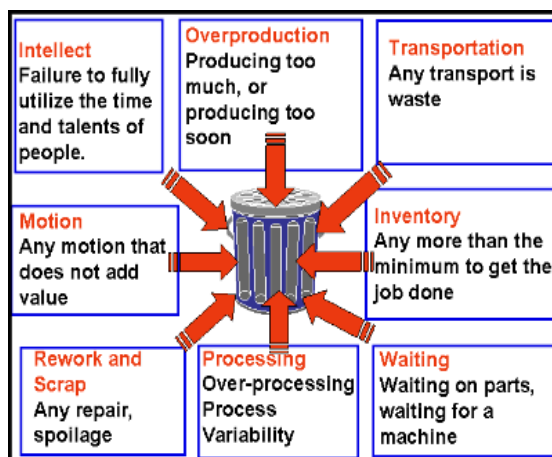 Intellect
Failure to fully
utilize the time
and talents of
people.
Overproduction
Producing too
much, or
producing too
soon
Transportation
Any transport is
waste
Motion
Any motion that
does not add
value
Inventory
Any more than the
minimum to get the
job done
Rework and
Scrap
Any repair,
spoilage
Processing
Over-processing
Process
Variability
Waiting
Waiting on parts,
waiting for a
machine